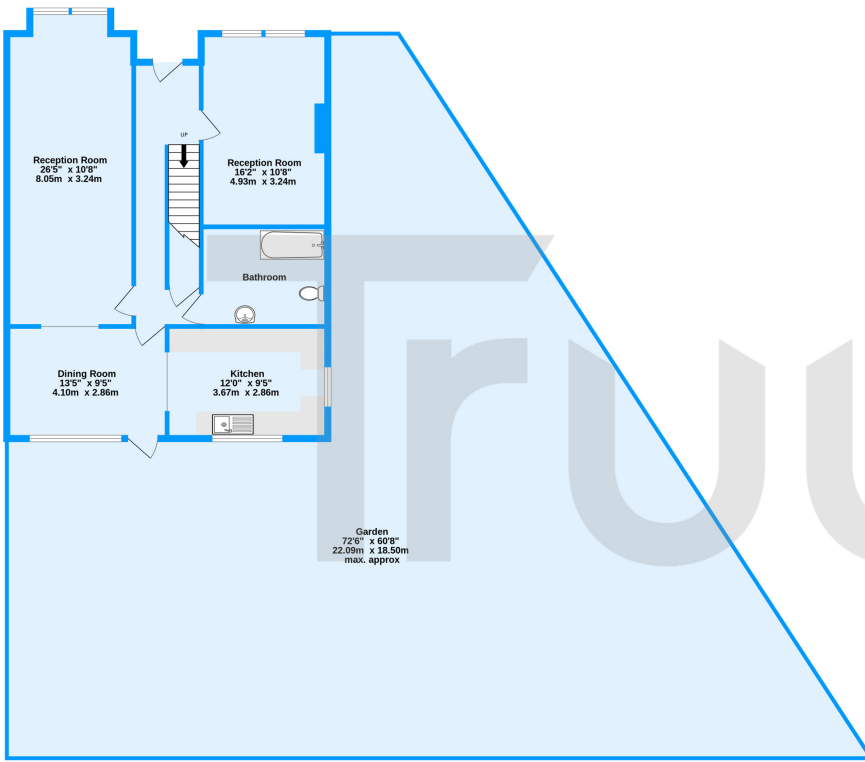 UP
Reception Room
26'5" x 10'8"
8.05m x 3.24m
Reception Room
16'2" x 10'8"
4.93m x 3.24m
Bathroom
Dining Room
13'5" x 9'5"
4.10m x 2.86m
Kitchen
12'0" x 9'5"
3.67m x 2.86m
Garden
72'6" x 60'8"
22.09m x 18.50m
max. approx